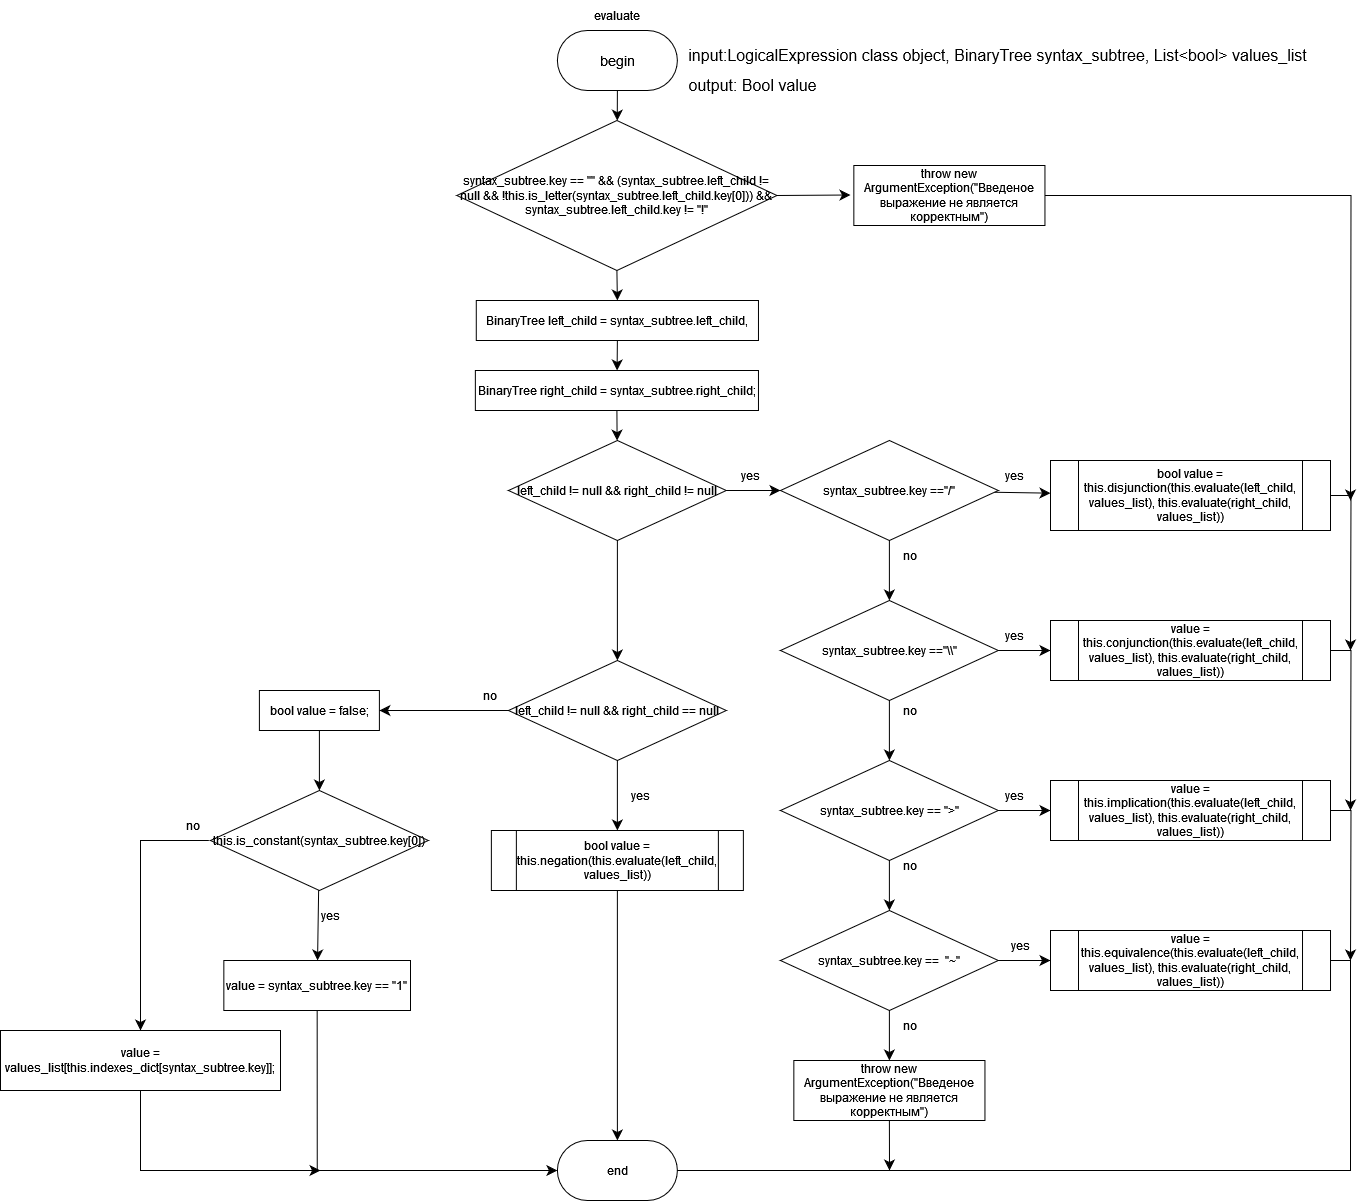 evaluate
begin
input:LogicalExpression class object, BinaryTree syntax_subtree, List<bool> values_list
output: Bool value
syntax_subtree.key == "" && (syntax_subtree.left_child !=
null && !this.is_letter(syntax_subtree.left_child.key[0])) &&
syntax_subtree.left_child.key != "!"
throw new
ArgumentException("Введеное
выражение не является
корректным")
BinaryTree left_child = syntax_subtree.left_child,
BinaryTree right_child = syntax_subtree.right_child;
left_child != null && right_child != null
yes
syntax_subtree.key =="/"
yes
bool value =
this.disjunction(this.evaluate(left_child,
values_list), this.evaluate(right_child,
values_list))
no
syntax_subtree.key =="\\"
yes
value =
this.conjunction(this.evaluate(left_child,
values_list), this.evaluate(right_child,
values_list))
no
left_child != null && right_child == null
no
bool value = false;
syntax_subtree.key == ">"
yes
value =
this.implication(this.evaluate(left_child,
values_list), this.evaluate(right_child,
values_list))
no
yes
bool value =
this.negation(this.evaluate(left_child,
values_list))
this.is_constant(syntax_subtree.key[0])
no
yes
value = syntax_subtree.key == "1"
value =
values_list[this.indexes_dict[syntax_subtree.key]];
syntax_subtree.key ==  "~"
yes
value =
this.equivalence(this.evaluate(left_child,
values_list), this.evaluate(right_child,
values_list))
no
throw new
ArgumentException("Введеное
выражение не является
корректным")
end